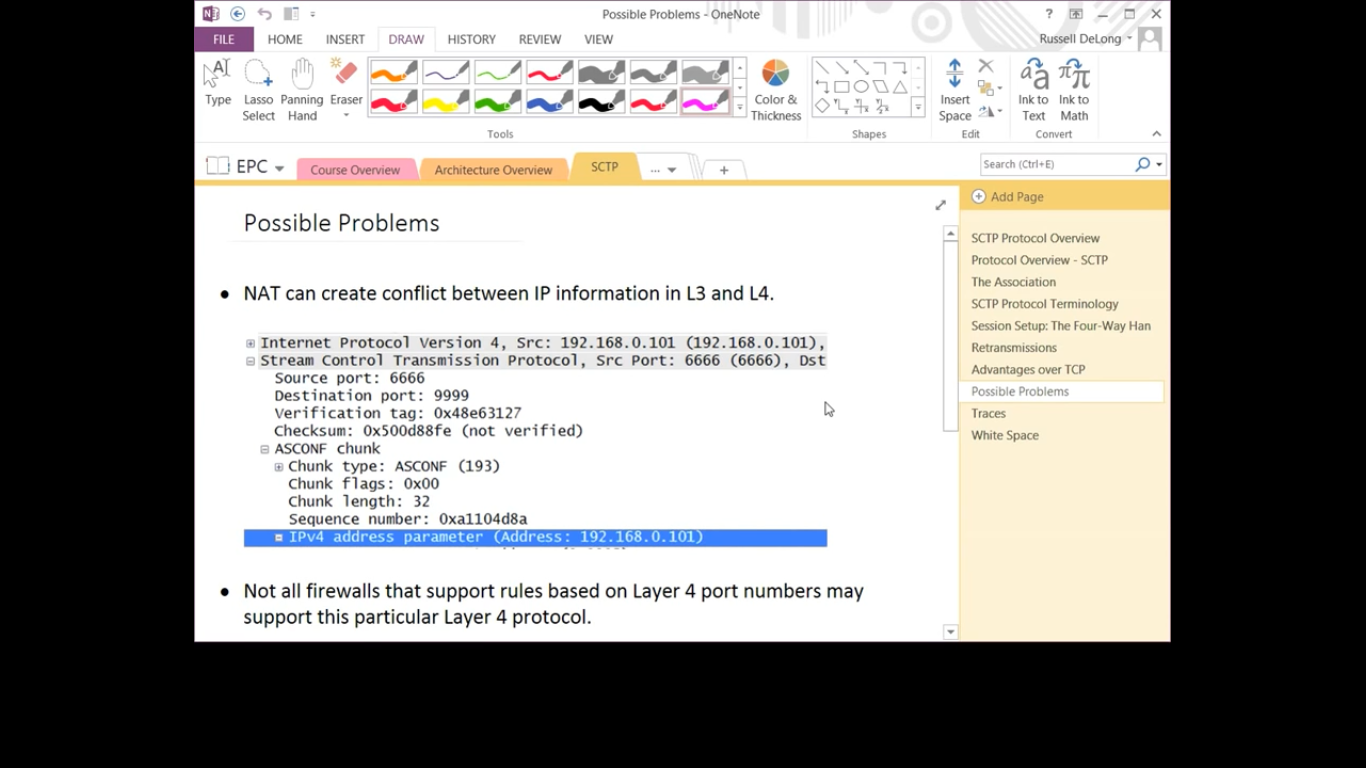 Possible Problems - OneNote
?
FILE HOME INSERT DRAW HISTORY REVIEW VIEW
Russell DeLong
Type
Lasso Select
Panning Hand
Eraser
Color & Thickness
Insert Space
Ink to Text
Ink to Math
Tools
Shapes
Edit
Convert
EPC
Course Overview
Architecture Overview
SCTP
...
+
Search (Ctrl+E)
Possible Problems
• NAT can create conflict between IP information in L3 and L4.
Internet Protocol Version 4, Src: 192.168.0.101 (192.168.0.101),
Stream Control Transmission Protocol, Src Port: 6666 (6666), Dst
Source port: 6666
Destination port: 9999
Verification tag: 0x48e63127
Checksum: 0x500d88fe (not verified)
ASCONF chunk
Chunk type: ASCONF (193)
Chunk flags: 0x00
Chunk length: 32
Sequence number: 0xa1104d8a
IPv4 address parameter (Address: 192.168.0.101)
• Not all firewalls that support rules based on Layer 4 port numbers may
support this particular Layer 4 protocol.
Add Page
SCTP Protocol Overview
Protocol Overview - SCTP
The Association
SCTP Protocol Terminology
Session Setup: The Four-Way Han
Retransmissions
Advantages over TCP
Possible Problems
Traces
White Space